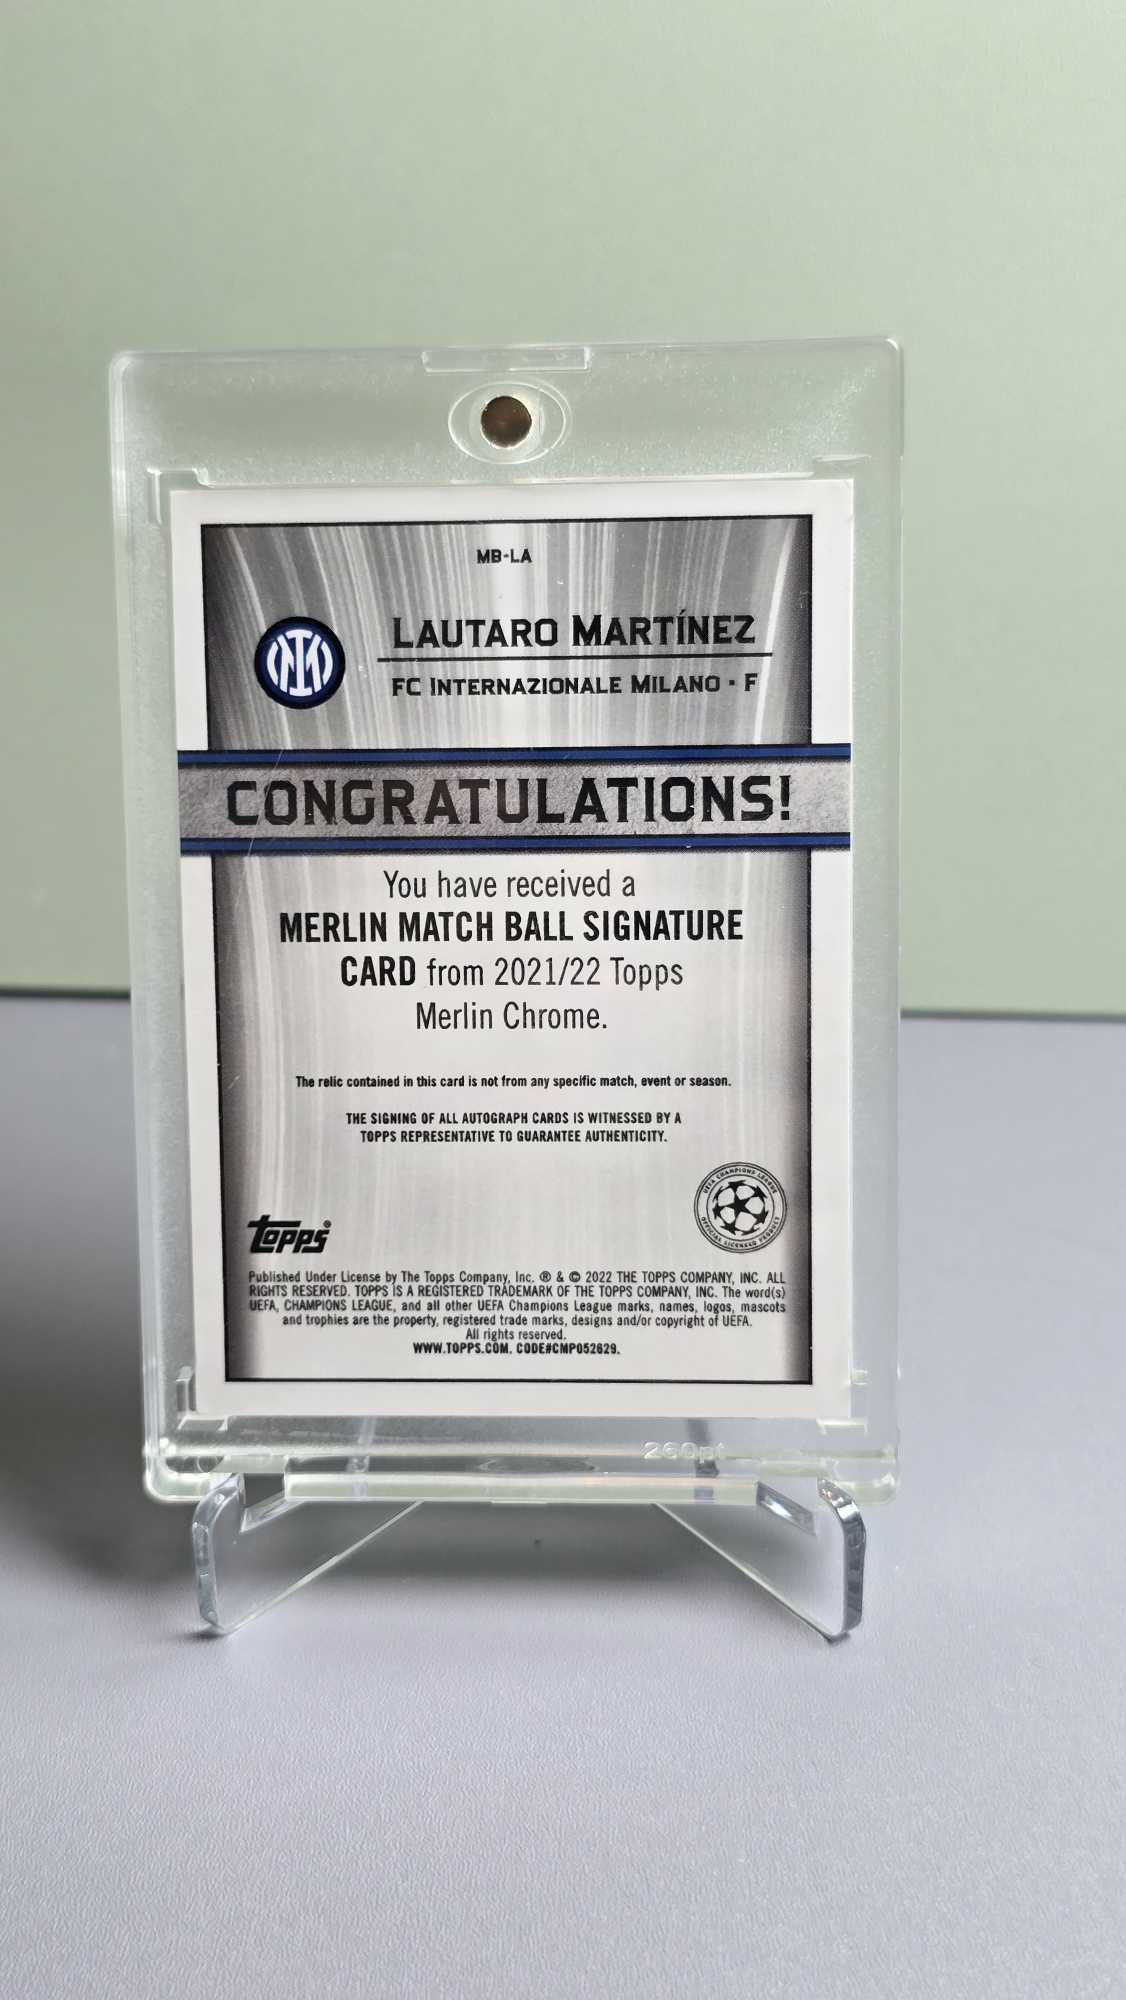 MB-LA
LAUTARO MARTÍNEZ
FC INTERNAZIONALE MILANO · F
CONGRATULATIONS!
You have received a
MERLIN MATCH BALL SIGNATURE
CARD from 2021/22 Topps
Merlin Chrome.
The relic contained in this card is not from any specific match, event or season.
THE SIGNING OF ALL AUTOGRAPH CARDS IS WITNESSED BY A
TOPPS REPRESENTATIVE TO GUARANTEE AUTHENTICITY.
UEFA CHAMPIONS LEAGUE
OFFICIAL LICENSED PRODUCT
topps®
Published Under License by The Topps Company, Inc. ® & © 2022 THE TOPPS COMPANY, INC. ALL
RIGHTS RESERVED. TOPPS IS A REGISTERED TRADEMARK OF THE TOPPS COMPANY, INC. The word(s)
UEFA, CHAMPIONS LEAGUE, and all other UEFA Champions League marks, names, logos, mascots
and trophies are the property, registered trade marks, designs and/or copyright of UEFA.
All rights reserved.
WWW.TOPPS.COM. CODE#CMP052629.
260pt